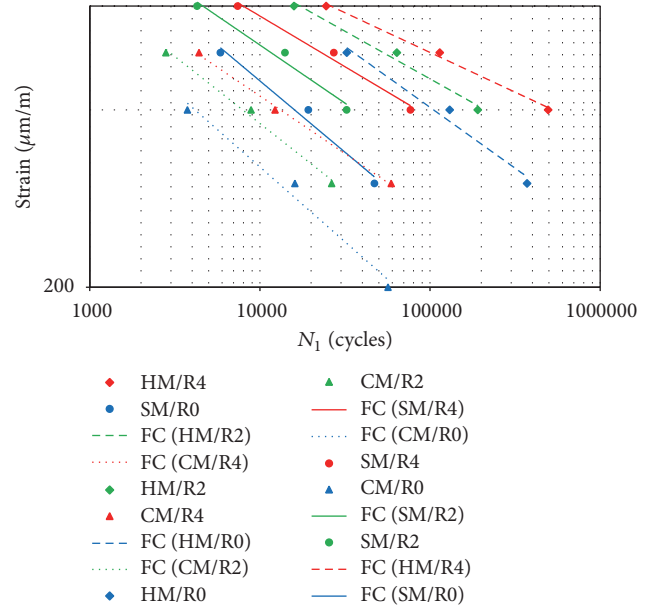 Strain (μm/m)
200
1000
10000
100000
1000000
N1 (cycles)
HM/R4
SM/R0
FC (HM/R2)
FC (CM/R4)
HM/R2
CM/R4
FC (HM/R0)
FC (CM/R2)
HM/R0
CM/R2
FC (SM/R4)
FC (CM/R0)
SM/R4
CM/R0
FC (SM/R2)
SM/R2
FC (HM/R4)
FC (SM/R0)